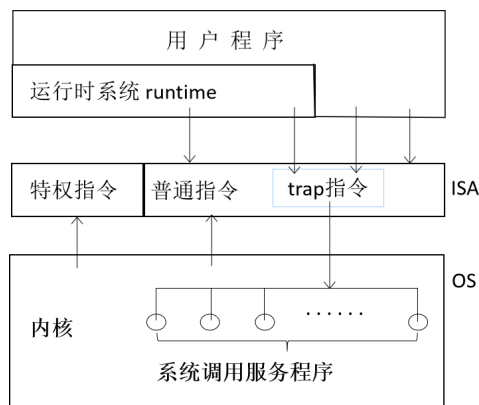 用 户 程 序
运行时系统 runtime
特权指令
普通指令
trap指令
ISA
OS
······
内核
系统调用服务程序